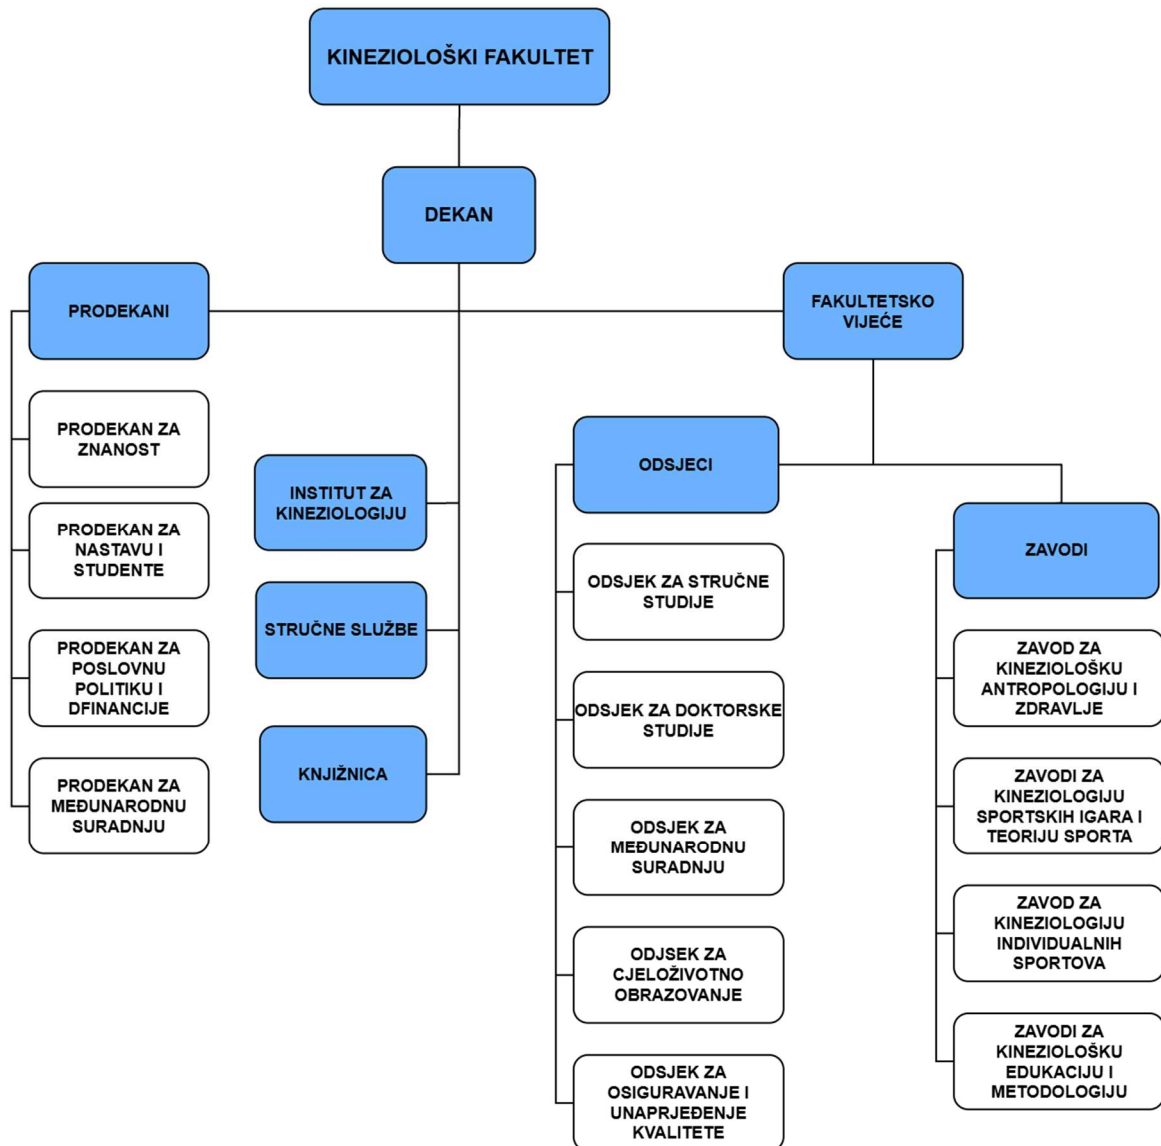 KINEZIOLOŠKI FAKULTET
DEKAN
PRODEKANI
FAKULTETSKO
VIJEĆE
PRODEKAN ZA
ZNANOST
PRODEKAN ZA
NASTAVU I
STUDENTE
PRODEKAN ZA
POSLOVNU
POLITIKU I
DFINANCIJE
PRODEKAN ZA
MEĐUNARODNU
SURADNJU
INSTITUT ZA
KINEZIOLOGIJU
STRUČNE SLUŽBE
KNJIŽNICA
ODSJECI
ODSJEK ZA STRUČNE
STUDIJE
ODSJEK ZA DOKTORSKE
STUDIJE
ODSJEK ZA
MEĐUNARODNU
SURADNJU
ODJSEK ZA
CJELOŽIVOTNO
OBRAZOVANJE
ODSJEK ZA
OSIGURAVANJE I
UNAPRJEĐENJE
KVALITETE
ZAVODI
ZAVOD ZA
KINEZIOLOŠKU
ANTROPOLOGIJU I
ZDRAVLJE
ZAVODI ZA
KINEZIOLOGIJU
SPORTSKIH IGARA I
TEORIJU SPORTA
ZAVOD ZA
KINEZIOLOGIJU
INDIVIDUALNIH
SPORTOVA
ZAVODI ZA
KINEZIOLOŠKU
EDUKACIJU I
METODOLOGIJU